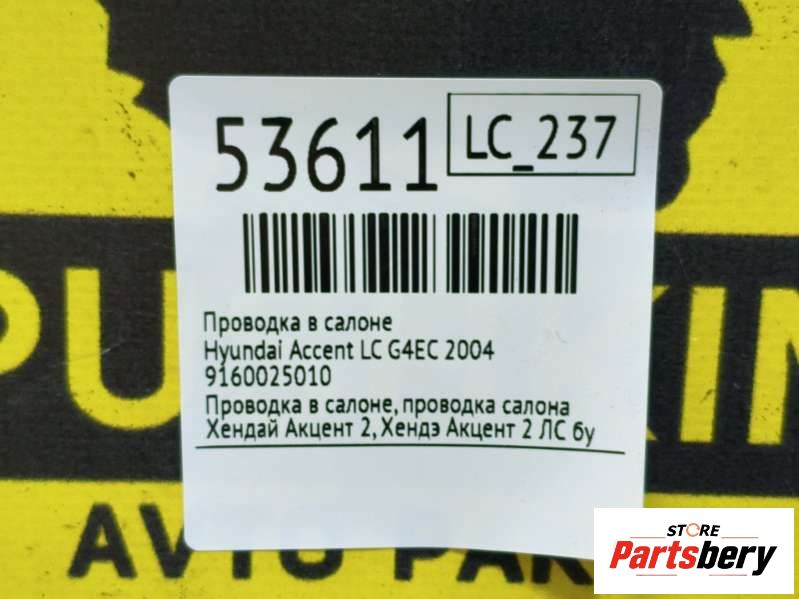 53611
LC_237
Проводка в салоне
Hyundai Accent LC G4EC 2004
9160025010
Проводка в салоне, проводка салона
Хендай Акцент 2, Хендэ Акцент 2 ЛС бу
STORE
Partsbery